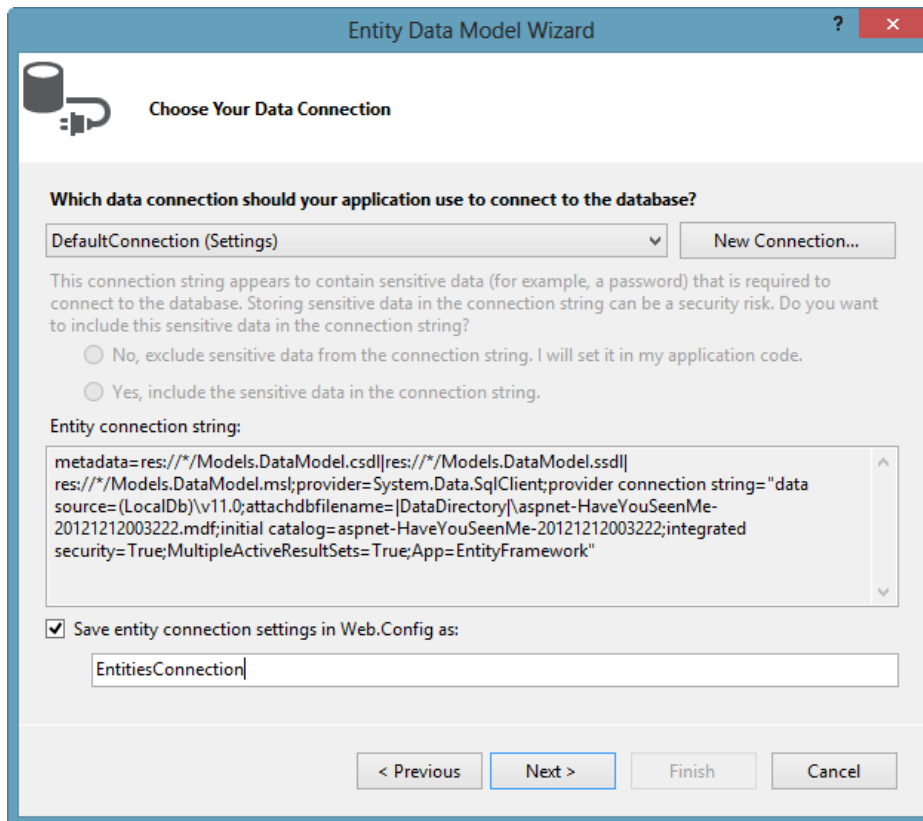 Entity Data Model Wizard
?
Choose Your Data Connection
Which data connection should your application use to connect to the database?
DefaultConnection (Settings)
New Connection...
This connection string appears to contain sensitive data (for example, a password) that is required to
connect to the database. Storing sensitive data in the connection string can be a security risk. Do you want
to include this sensitive data in the connection string?
No, exclude sensitive data from the connection string. I will set it in my application code.
Yes, include the sensitive data in the connection string.
Entity connection string:
metadata=res://*/Models.DataModel.csdl|res://*/Models.DataModel.ssdl|
res://*/Models.DataModel.msl;provider=System.Data.SqlClient;provider connection string="data
source=(LocalDb)\v11.0;attachdbfilename=|DataDirectory|\aspnet-HaveYouSeenMe-
20121212003222.mdf;initial catalog=aspnet-HaveYouSeenMe-20121212003222;integrated
security=True;MultipleActiveResultSets=True;App=EntityFramework"
Save entity connection settings in Web.Config as:
EntitiesConnection
< Previous
Next >
Finish
Cancel